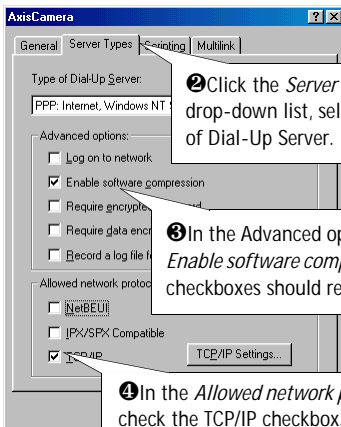 AxisCamera
General Server Types Scripting Multilink
Type of Dial-Up Server:
PPP: Internet, Windows NT
❷Click the Server
drop-down list, sel
of Dial-Up Server.
Advanced options:
Log on to network
Enable software compression
Require encrypted
Require data encr
Record a log file f
❸In the Advanced op
Enable software comp
checkboxes should re
Allowed network protoc
NetBEUI
IPX/SPX Compatible
TCP/IP
TCP/IP Settings...
❹In the Allowed network p
check the TCP/IP checkbox.